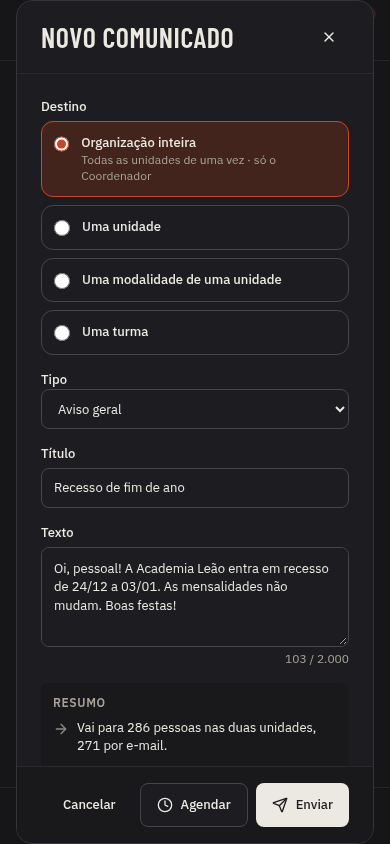 NOVO COMUNICADO
Destino
Organização inteira
Todas as unidades de uma vez · só o
Coordenador
Uma unidade
Uma modalidade de uma unidade
Uma turma
Tipo
Aviso geral
Título
Recesso de fim de ano
Texto
Oi, pessoal! A Academia Leão entra em recesso
de 24/12 a 03/01. As mensalidades não
mudam. Boas festas!
103 / 2.000
RESUMO
Vai para 286 pessoas nas duas unidades,
271 por e-mail.
Cancelar
Agendar
Enviar